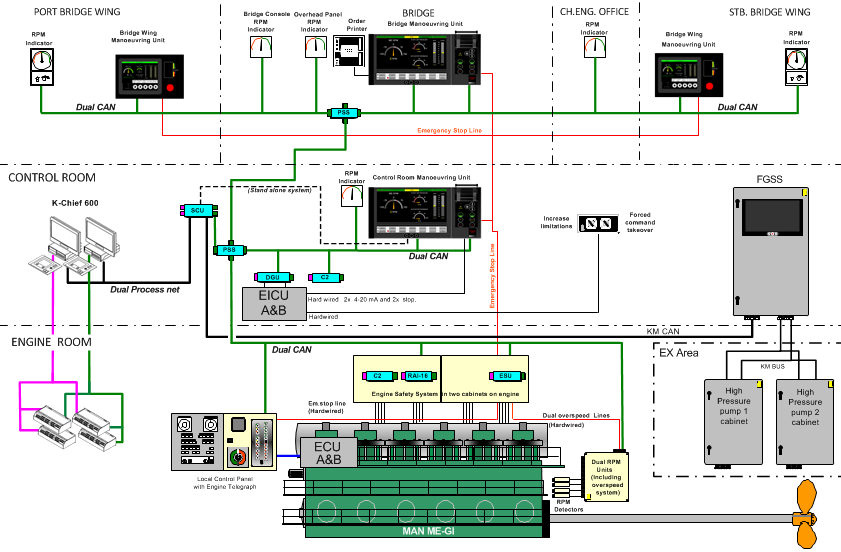 PORT BRIDGE WING
BRIDGE
CH.ENG. OFFICE
STB. BRIDGE WING
RPM
Indicator
Bridge Wing
Manoeuvring Unit
Bridge Console
RPM
Indicator
Overhead Panel
RPM
Indicator
Order
Printer
Bridge Manoeuvring Unit
RPM
Indicator
Bridge Wing
Manoeuvring Unit
RPM
Indicator
Dual CAN
PSS
Dual CAN
Emergency Stop Line
CONTROL ROOM
K-Chief 600
SCU
(Stand alone system)
RPM
Indicator
Control Room Manoeuvring Unit
Increase
limitations
Forced
command
takeover
FGSS
PSS
Dual CAN
DGU
C2
Dual Process net
EICU
A&B
Hard wired 2x 4-20 mA and 2x stop.
Hardwired
Emergency Stop Line
KM CAN
ENGINE ROOM
Dual CAN
EX Area
KM BUS
C2
RAI-16
ESU
Engine Safety System in two cabinets on engine
High
Pressure
pump 1
cabinet
High
Pressure
pump 2
cabinet
Em.stop line
(Hardwired)
Dual overspeed Lines
(Hardwired)
ECU
A&B
Local Control Panel
with Engine Telegraph
Dual RPM
Units
(including
overspeed
system)
RPM
Detectors
MAN ME-GI